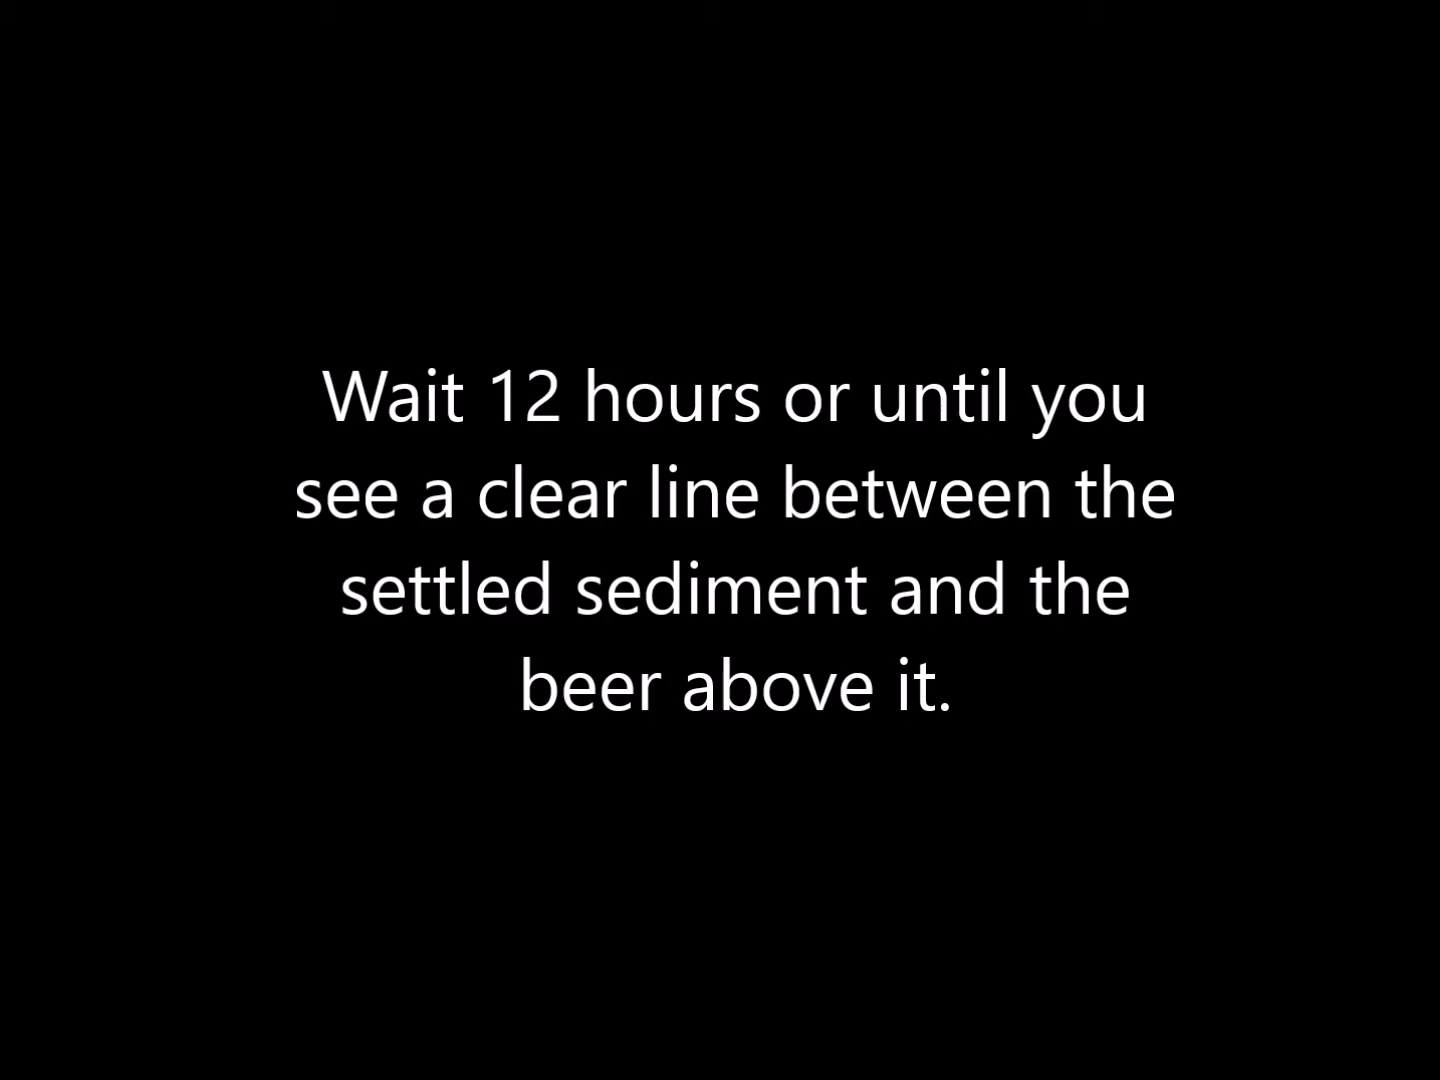 Wait 12 hours or until you
see a clear line between the
settled sediment and the
beer above it.